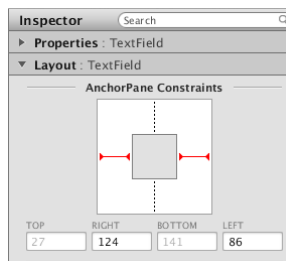 Inspector Search
Properties : TextField
Layout : TextField
AnchorPane Constraints
TOP RIGHT BOTTOM LEFT
27 124 141 86